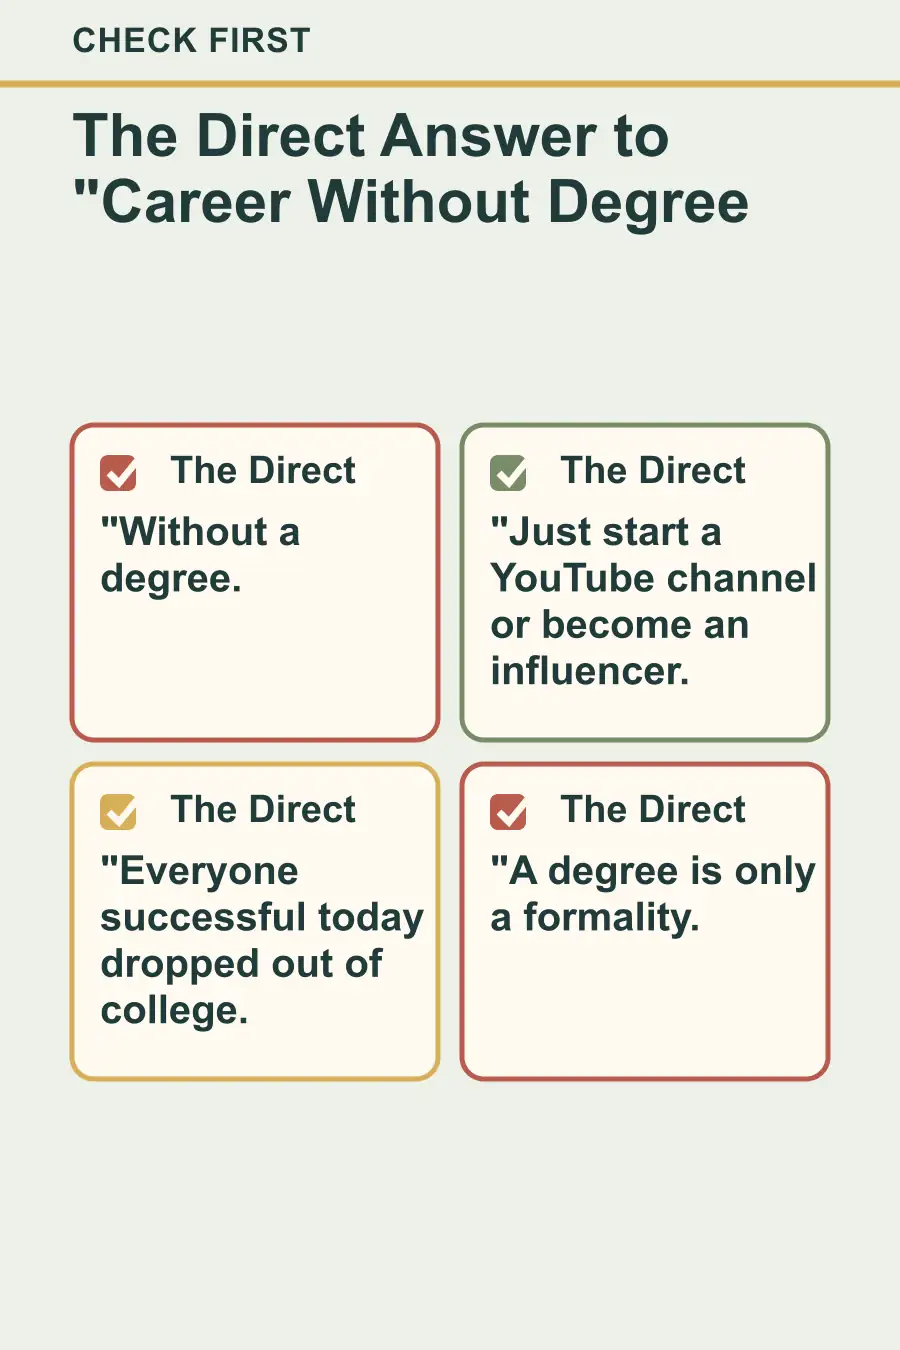 CHECK FIRST
The Direct Answer to
"Career Without Degree
The Direct
"Without a
degree.
The Direct
"Just start a
YouTube channel
or become an
influencer.
The Direct
"Everyone
successful today
dropped out of
college.
The Direct
"A degree is only
a formality.